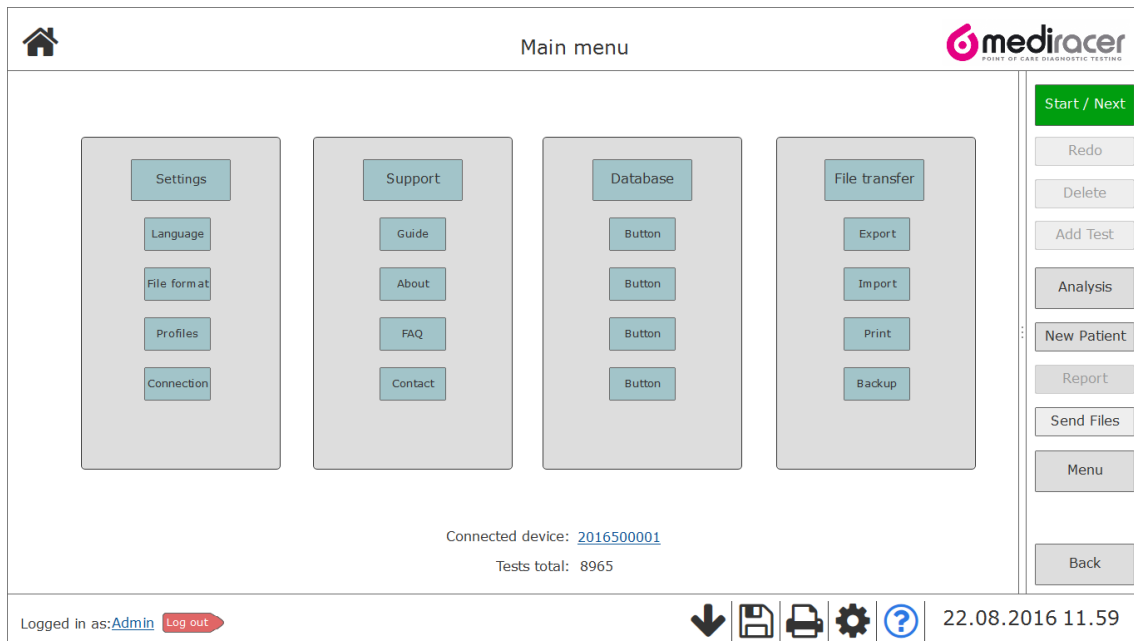 Main menu
mediracer
POINT OF CARE DIAGNOSTIC TESTING
Settings
Language
File format
Profiles
Connection
Support
Guide
About
FAQ
Contact
Database
Button
Button
Button
Button
File transfer
Export
Import
Print
Backup
Start / Next
Redo
Delete
Add Test
Analysis
New Patient
Report
Send Files
Menu
Back
Connected device: 2016500001
Tests total: 8965
Logged in as:Admin Log out
?
22.08.2016 11.59